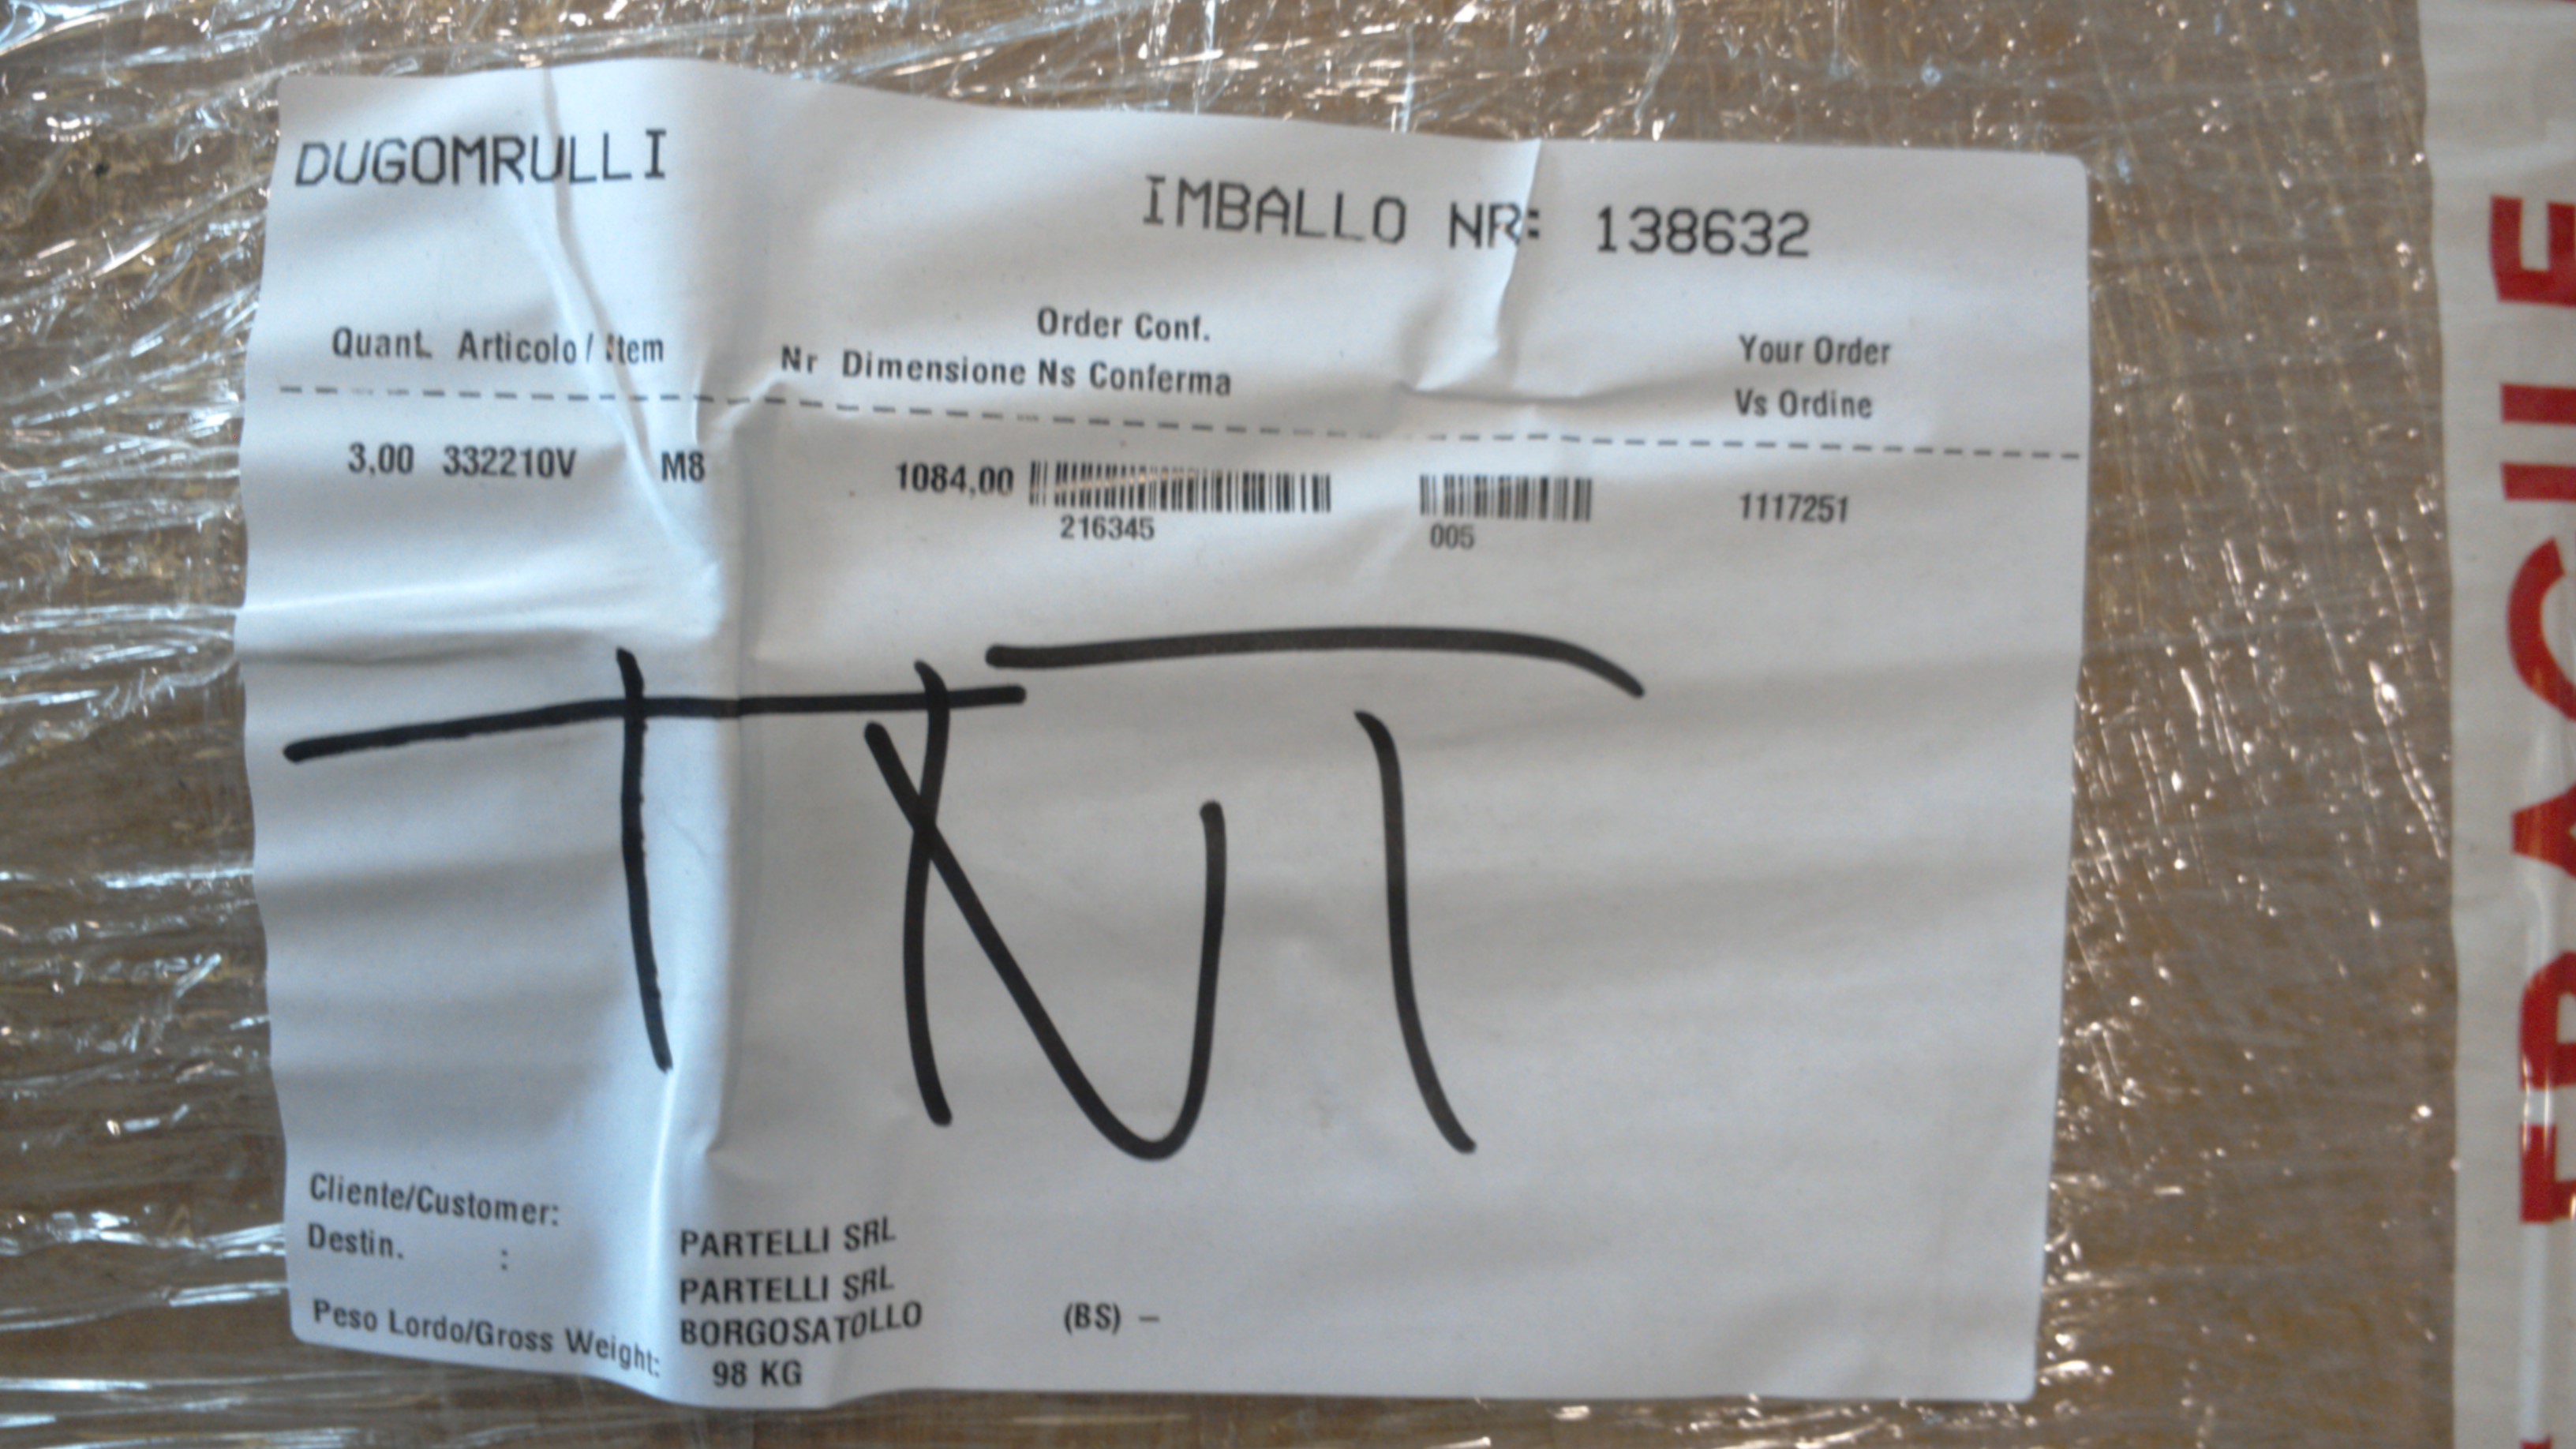 DUGOMRULLI
IMBALLO NR: 138632
Quant. Articolo / Item Nr Dimensione Order Conf. Ns Conferma Your Order Vs Ordine
3,00 332210V M8 1084,00 216345 005 1117251
TNT
Cliente/Customer: PARTELLI SRL
Destin. : PARTELLI SRL
BORGOSATOLLO (BS) –
Peso Lordo/Gross Weight: 98 KG